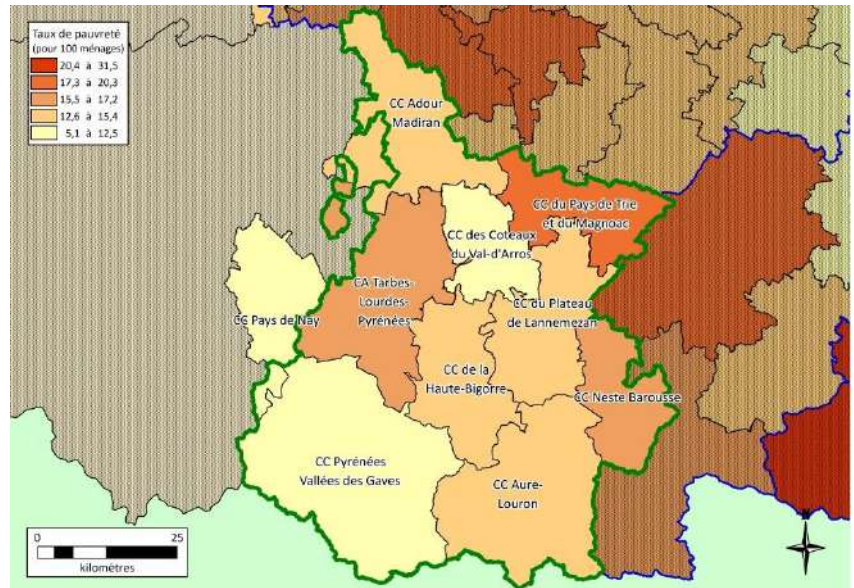 Taux de pauvreté
(pour 100 ménages)
20,4 à 31,5
17,3 à 20,3
15,5 à 17,2
12,6 à 15,4
5,1 à 12,5
CC Adour
Madiran
CC du Pays de Trie
et du Magnoac
CC des Coteaux
du Val-d'Arros
CA Tarbes-
Lourdes-
Pyrénées
CC Pays de Nay
CC du Plateau
de Lannemezan
CC de la
Haute-Bigorre
CC Neste Barousse
CC Pyrénées
Vallées des Gaves
CC Aure-
Louron
0 25
kilomètres
N